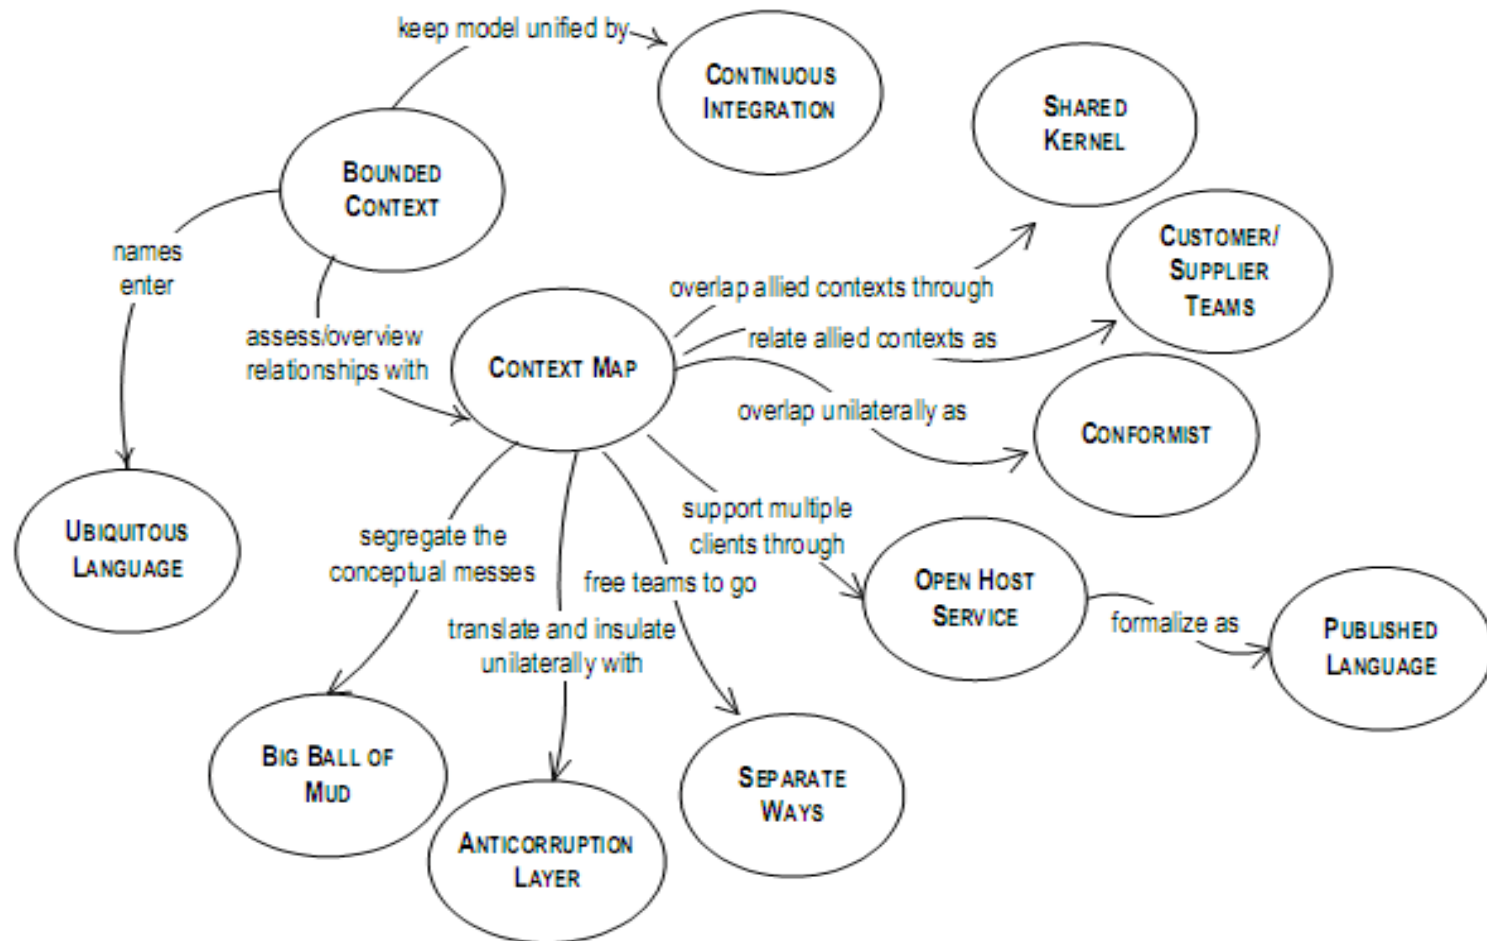 keep model unified by
CONTINUOUS
INTEGRATION
SHARED
KERNEL
BOUNDED
CONTEXT
names
enter
CUSTOMER/
SUPPLIER
TEAMS
overlap allied contexts through
assess/overview
relationships with
relate allied contexts as
CONTEXT MAP
overlap unilaterally as
CONFORMIST
UBIQUITOUS
LANGUAGE
segregate the
conceptual messes
support multiple
clients through
free teams to go
OPEN HOST
SERVICE
formalize as
PUBLISHED
LANGUAGE
translate and insulate
unilaterally with
BIG BALL OF
MUD
SEPARATE
WAYS
ANTICORRUPTION
LAYER